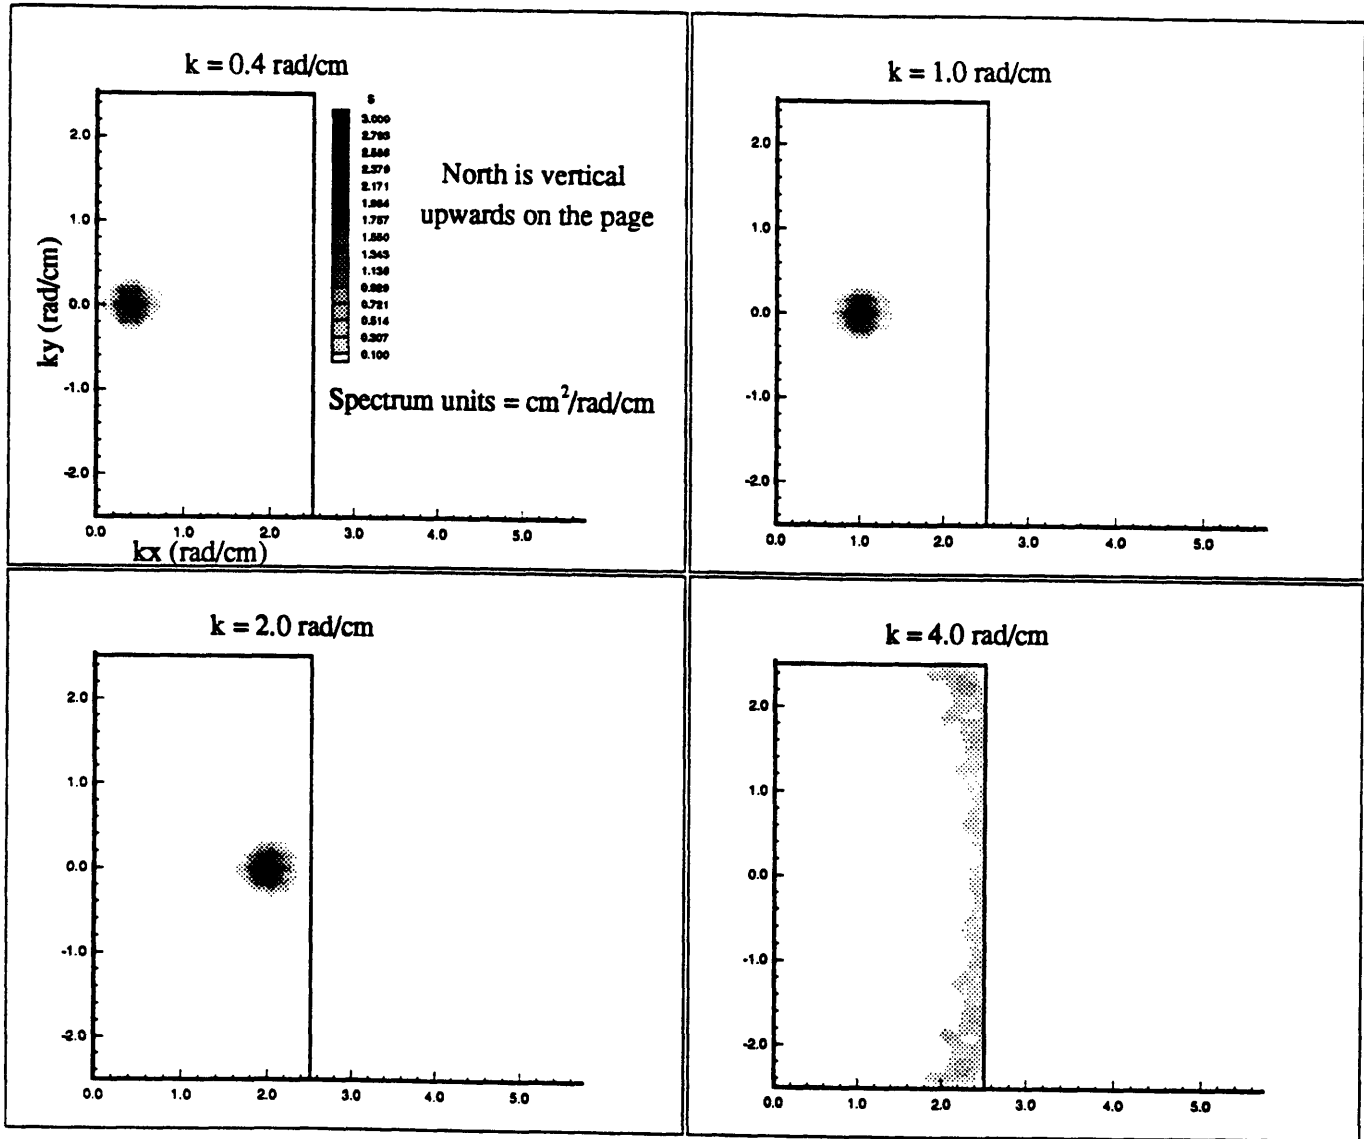 k = 0.4 rad/cm
S
3.000
2.793
2.586
2.379
2.171
1.964
1.757
1.550
1.343
1.136
0.929
0.721
0.514
0.307
0.100
North is vertical
upwards on the page
Spectrum units = cm²/rad/cm
ky (rad/cm)
2.0
1.0
0.0
-1.0
-2.0
0.0 1.0 2.0 3.0 4.0 5.0
kx (rad/cm)
k = 1.0 rad/cm
2.0
1.0
0.0
-1.0
-2.0
0.0 1.0 2.0 3.0 4.0 5.0
k = 2.0 rad/cm
2.0
1.0
0.0
-1.0
-2.0
0.0 1.0 2.0 3.0 4.0 5.0
k = 4.0 rad/cm
2.0
1.0
0.0
-1.0
-2.0
0.0 1.0 2.0 3.0 4.0 5.0